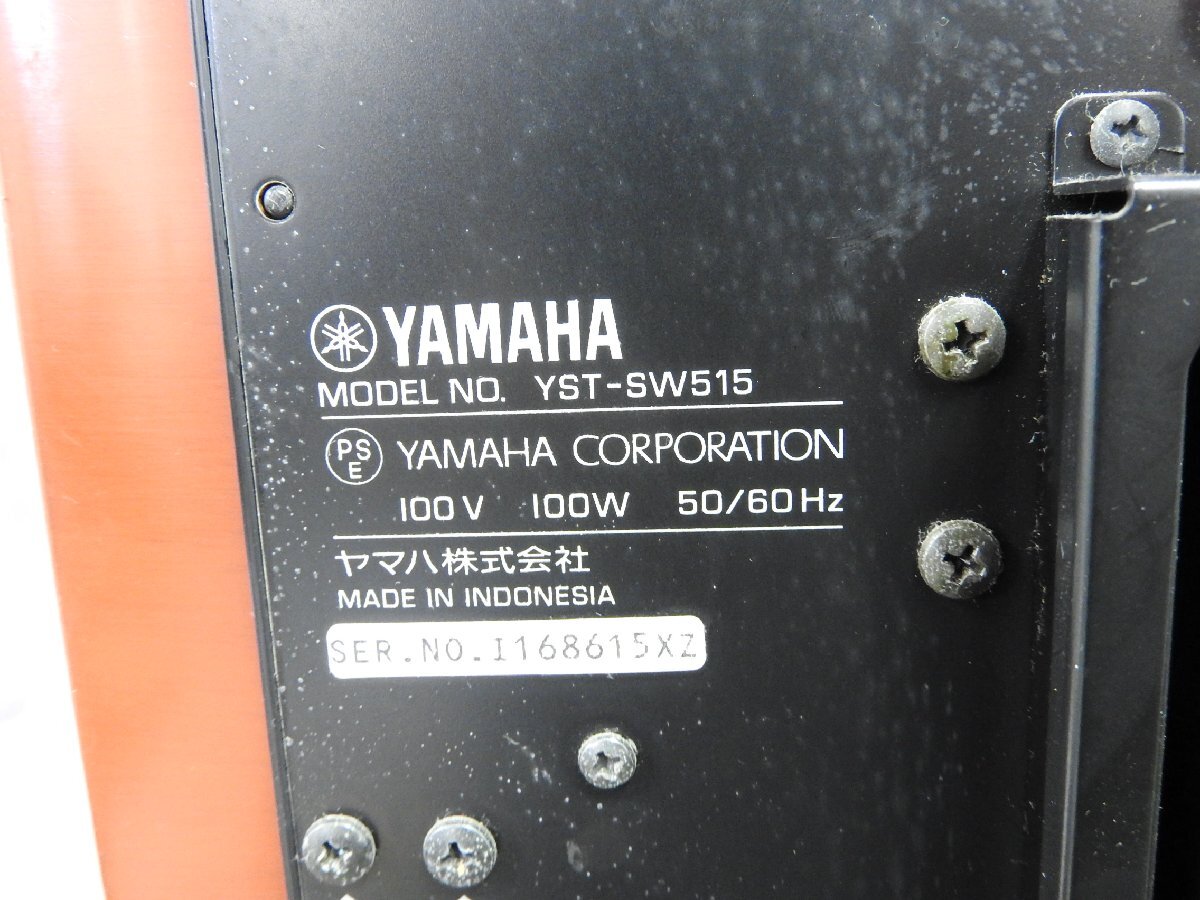 YAMAHA
MODEL NO. YST-SW515
PS
E
YAMAHA CORPORATION
100V 100W 50/60Hz
ヤマハ株式会社
MADE IN INDONESIA
SER.NO.I168615XZ